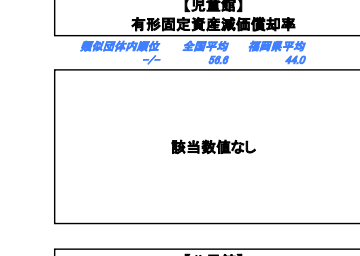 【児童館】
有形固定資産減価償却率
類似団体内順位 全国平均 福岡県平均
-/- 56.6 44.0
該当数値なし